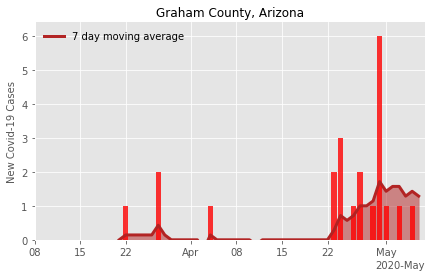 Graham County, Arizona
7 day moving average
New Covid-19 Cases
6
5
4
3
2
1
0
08 15 22 Apr 08 15 22 May
2020-May